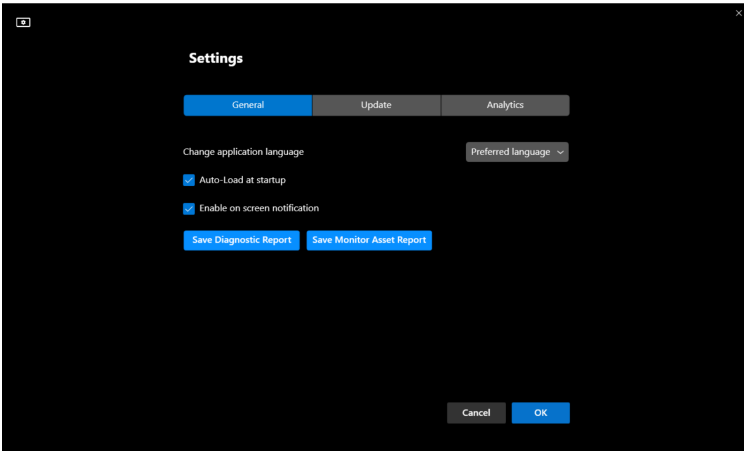 Settings
General
Update
Analytics
Change application language
Preferred language
Auto-Load at startup
Enable on screen notification
Save Diagnostic Report
Save Monitor Asset Report
Cancel
OK